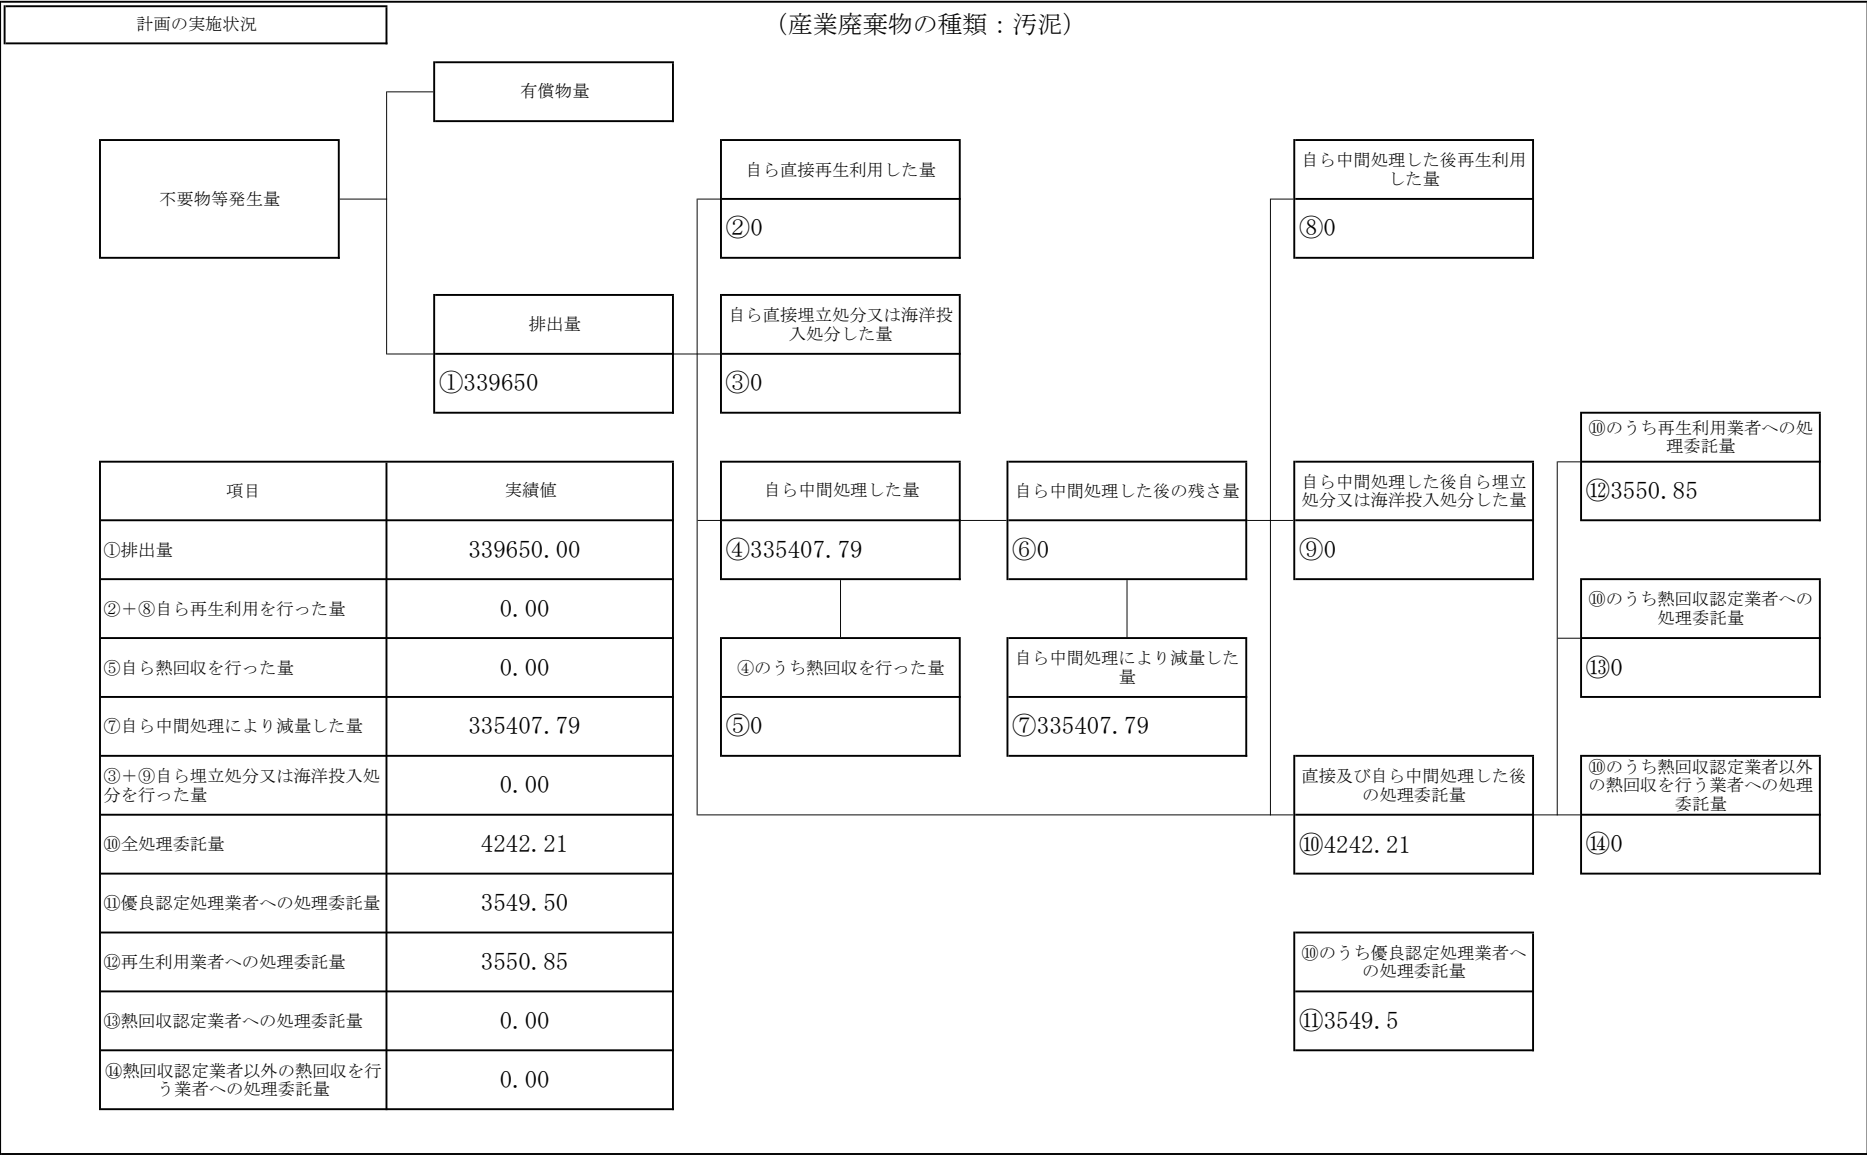 計画の実施状況
（産業廃棄物の種類：汚泥）
有償物量
不要物等発生量
自ら直接再生利用した量
②0
自ら中間処理した後再生利用
した量
⑧0
排出量
①339650
自ら直接埋立処分又は海洋投
入処分した量
③0
⑩のうち再生利用業者への処
理委託量
⑫3550.85
自ら中間処理した量
④335407.79
自ら中間処理した後の残さ量
⑥0
自ら中間処理した後自ら埋立
処分又は海洋投入処分した量
⑨0
⑩のうち熱回収認定業者への
処理委託量
⑬0
④のうち熱回収を行った量
⑤0
自ら中間処理により減量した
量
⑦335407.79
直接及び自ら中間処理した後
の処理委託量
⑩4242.21
⑩のうち熱回収認定業者以外
の熱回収を行う業者への処理
委託量
⑭0
⑩のうち優良認定処理業者へ
の処理委託量
⑪3549.5
項目 実績値
①排出量 339650.00
②＋⑧自ら再生利用を行った量 0.00
⑤自ら熱回収を行った量 0.00
⑦自ら中間処理により減量した量 335407.79
③＋⑨自ら埋立処分又は海洋投入処
分を行った量 0.00
⑩全処理委託量 4242.21
⑪優良認定処理業者への処理委託量 3549.50
⑫再生利用業者への処理委託量 3550.85
⑬熱回収認定業者への処理委託量 0.00
⑭熱回収認定業者以外の熱回収を行
う業者への処理委託量 0.00